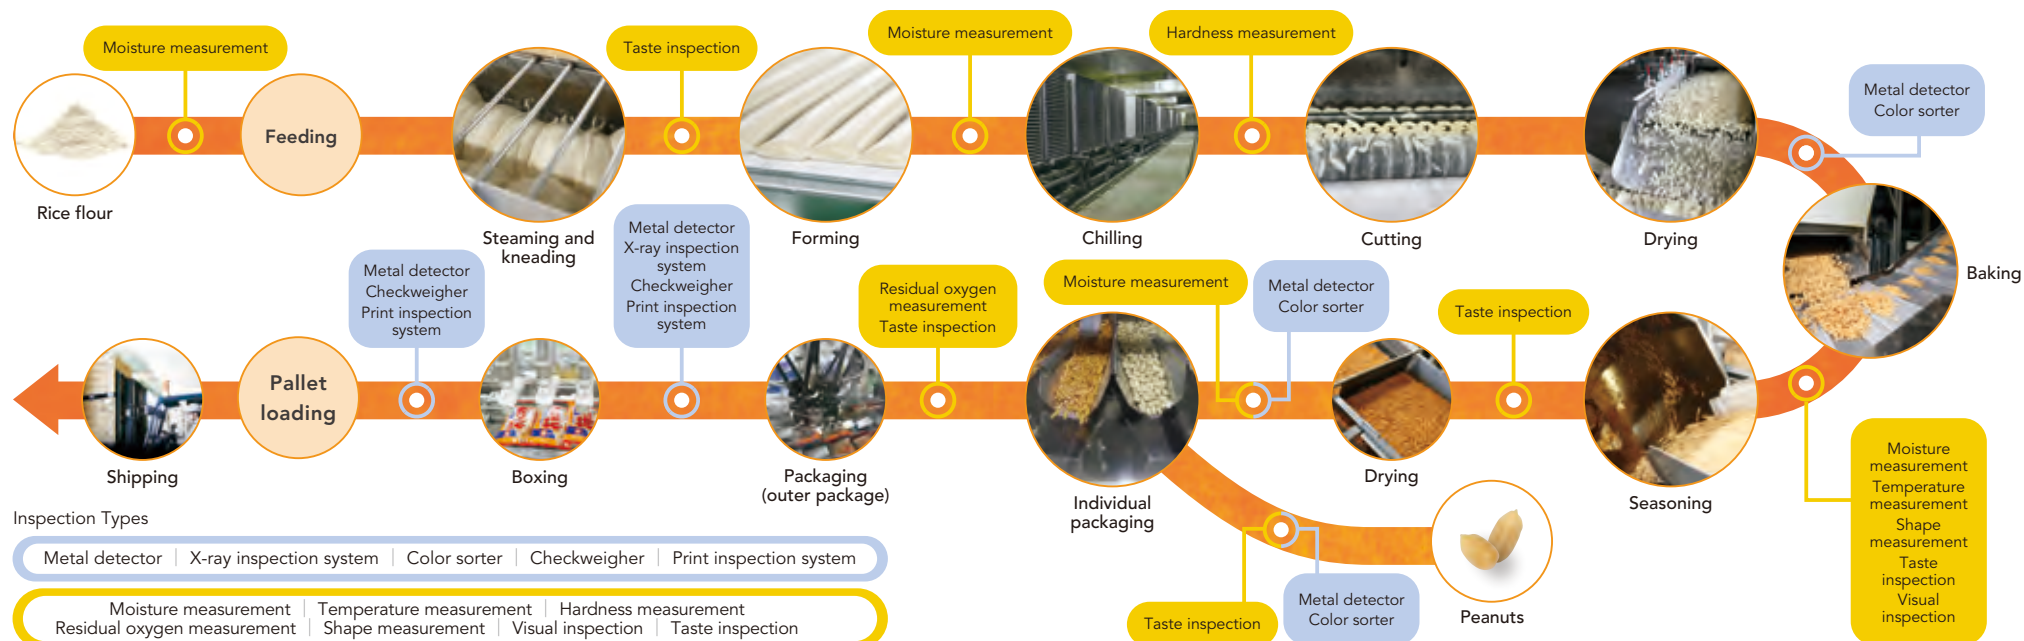 Moisture measurement
Feeding
Rice flour
Steaming and
kneading
Taste inspection
Forming
Moisture measurement
Chilling
Hardness measurement
Cutting
Drying
Metal detector
Color sorter
Baking
Moisture
measurement
Temperature
measurement
Shape
measurement
Taste
inspection
Visual
inspection
Seasoning
Taste inspection
Drying
Metal detector
Color sorter
Moisture measurement
Individual
packaging
Peanuts
Metal detector
Color sorter
Taste inspection
Residual oxygen
measurement
Taste inspection
Packaging
(outer package)
Metal detector
X-ray inspection
system
Checkweigher
Print inspection
system
Boxing
Metal detector
Checkweigher
Print inspection
system
Pallet
loading
Shipping
Inspection Types
Metal detector | X-ray inspection system | Color sorter | Checkweigher | Print inspection system
Moisture measurement | Temperature measurement | Hardness measurement
Residual oxygen measurement | Shape measurement | Visual inspection | Taste inspection